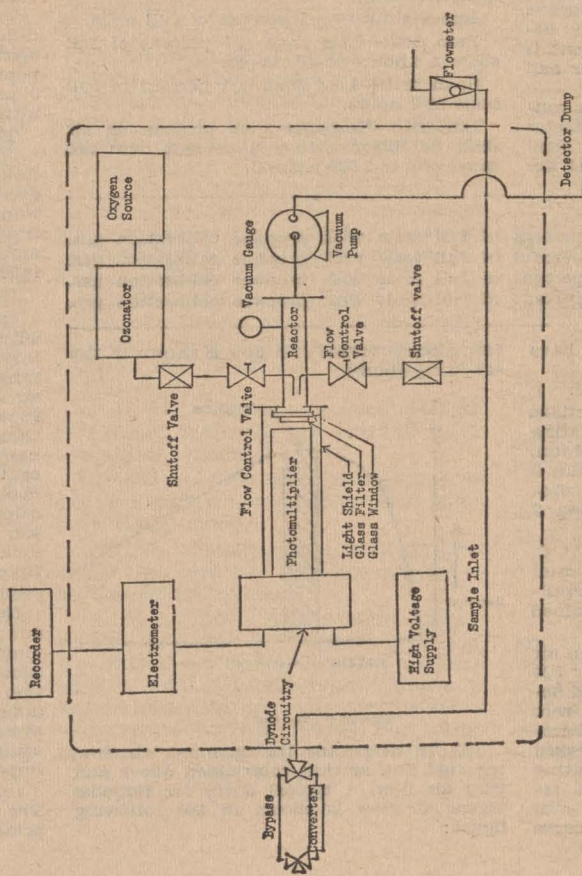 Recorder
Electrometer
Dynode
Circuitry
High Voltage
Supply
Bypass
Converter
Oxygen
Source
Ozonator
Shutoff Valve
Flow Control Valve
Vacuum Gauge
Reactor
Photomultiplier
Light Shield
Glass Filter
Glass Window
Flow
Control
Valve
Shutoff valve
Vacuum
Pump
Sample Inlet
Flowmeter
Detector Dump